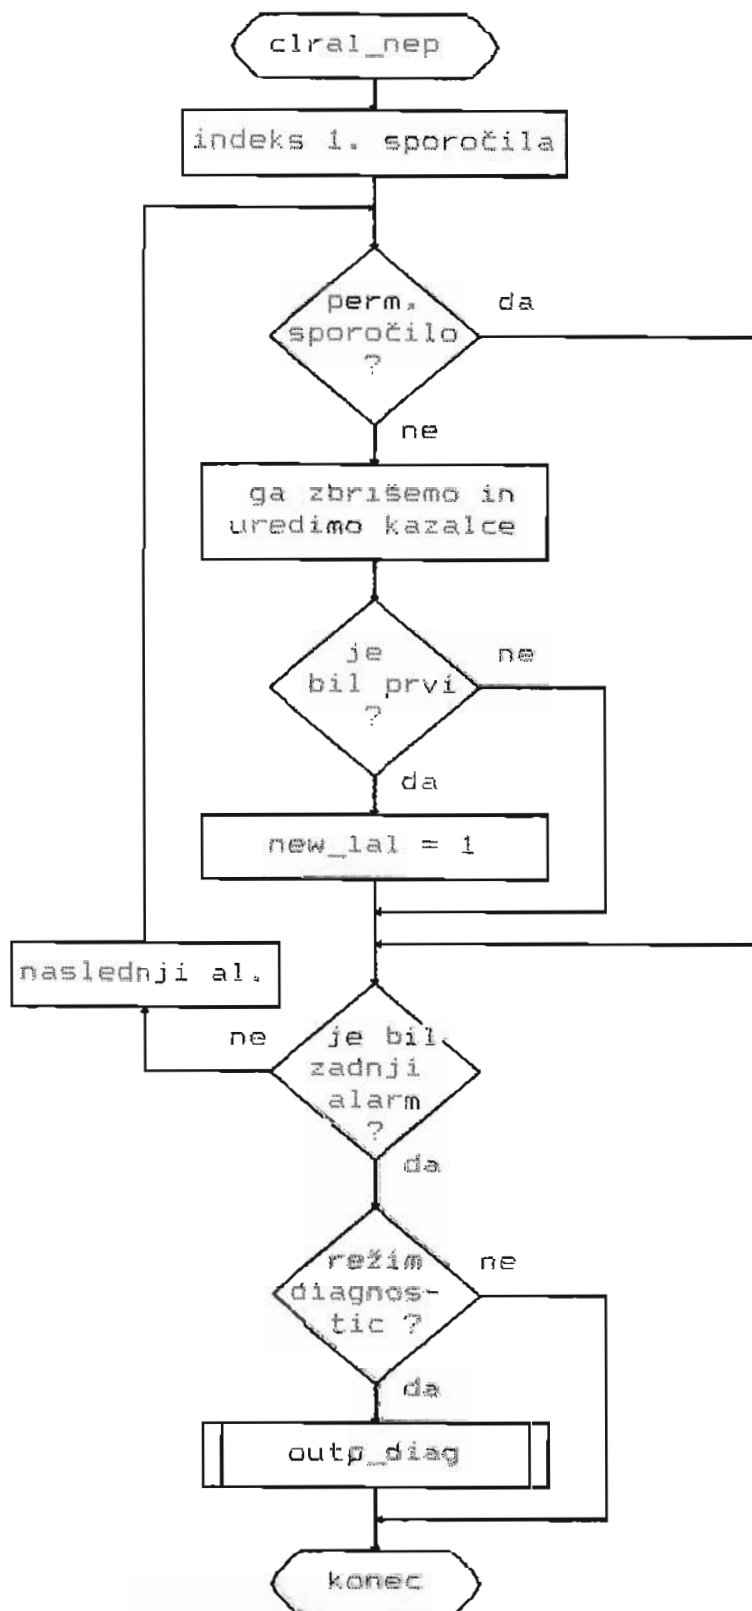 clral_nep
indeks 1. sporočila
perm.
sporočilo
?
da
ne
ga zbrišemo in
uredimo kazalce
je
bil prvi
?
ne
da
new_lal = 1
naslednji al.
ne
je bil
zadnji
alarm
?
da
režim
diagnos-
tic ?
ne
da
outp_diag
konec